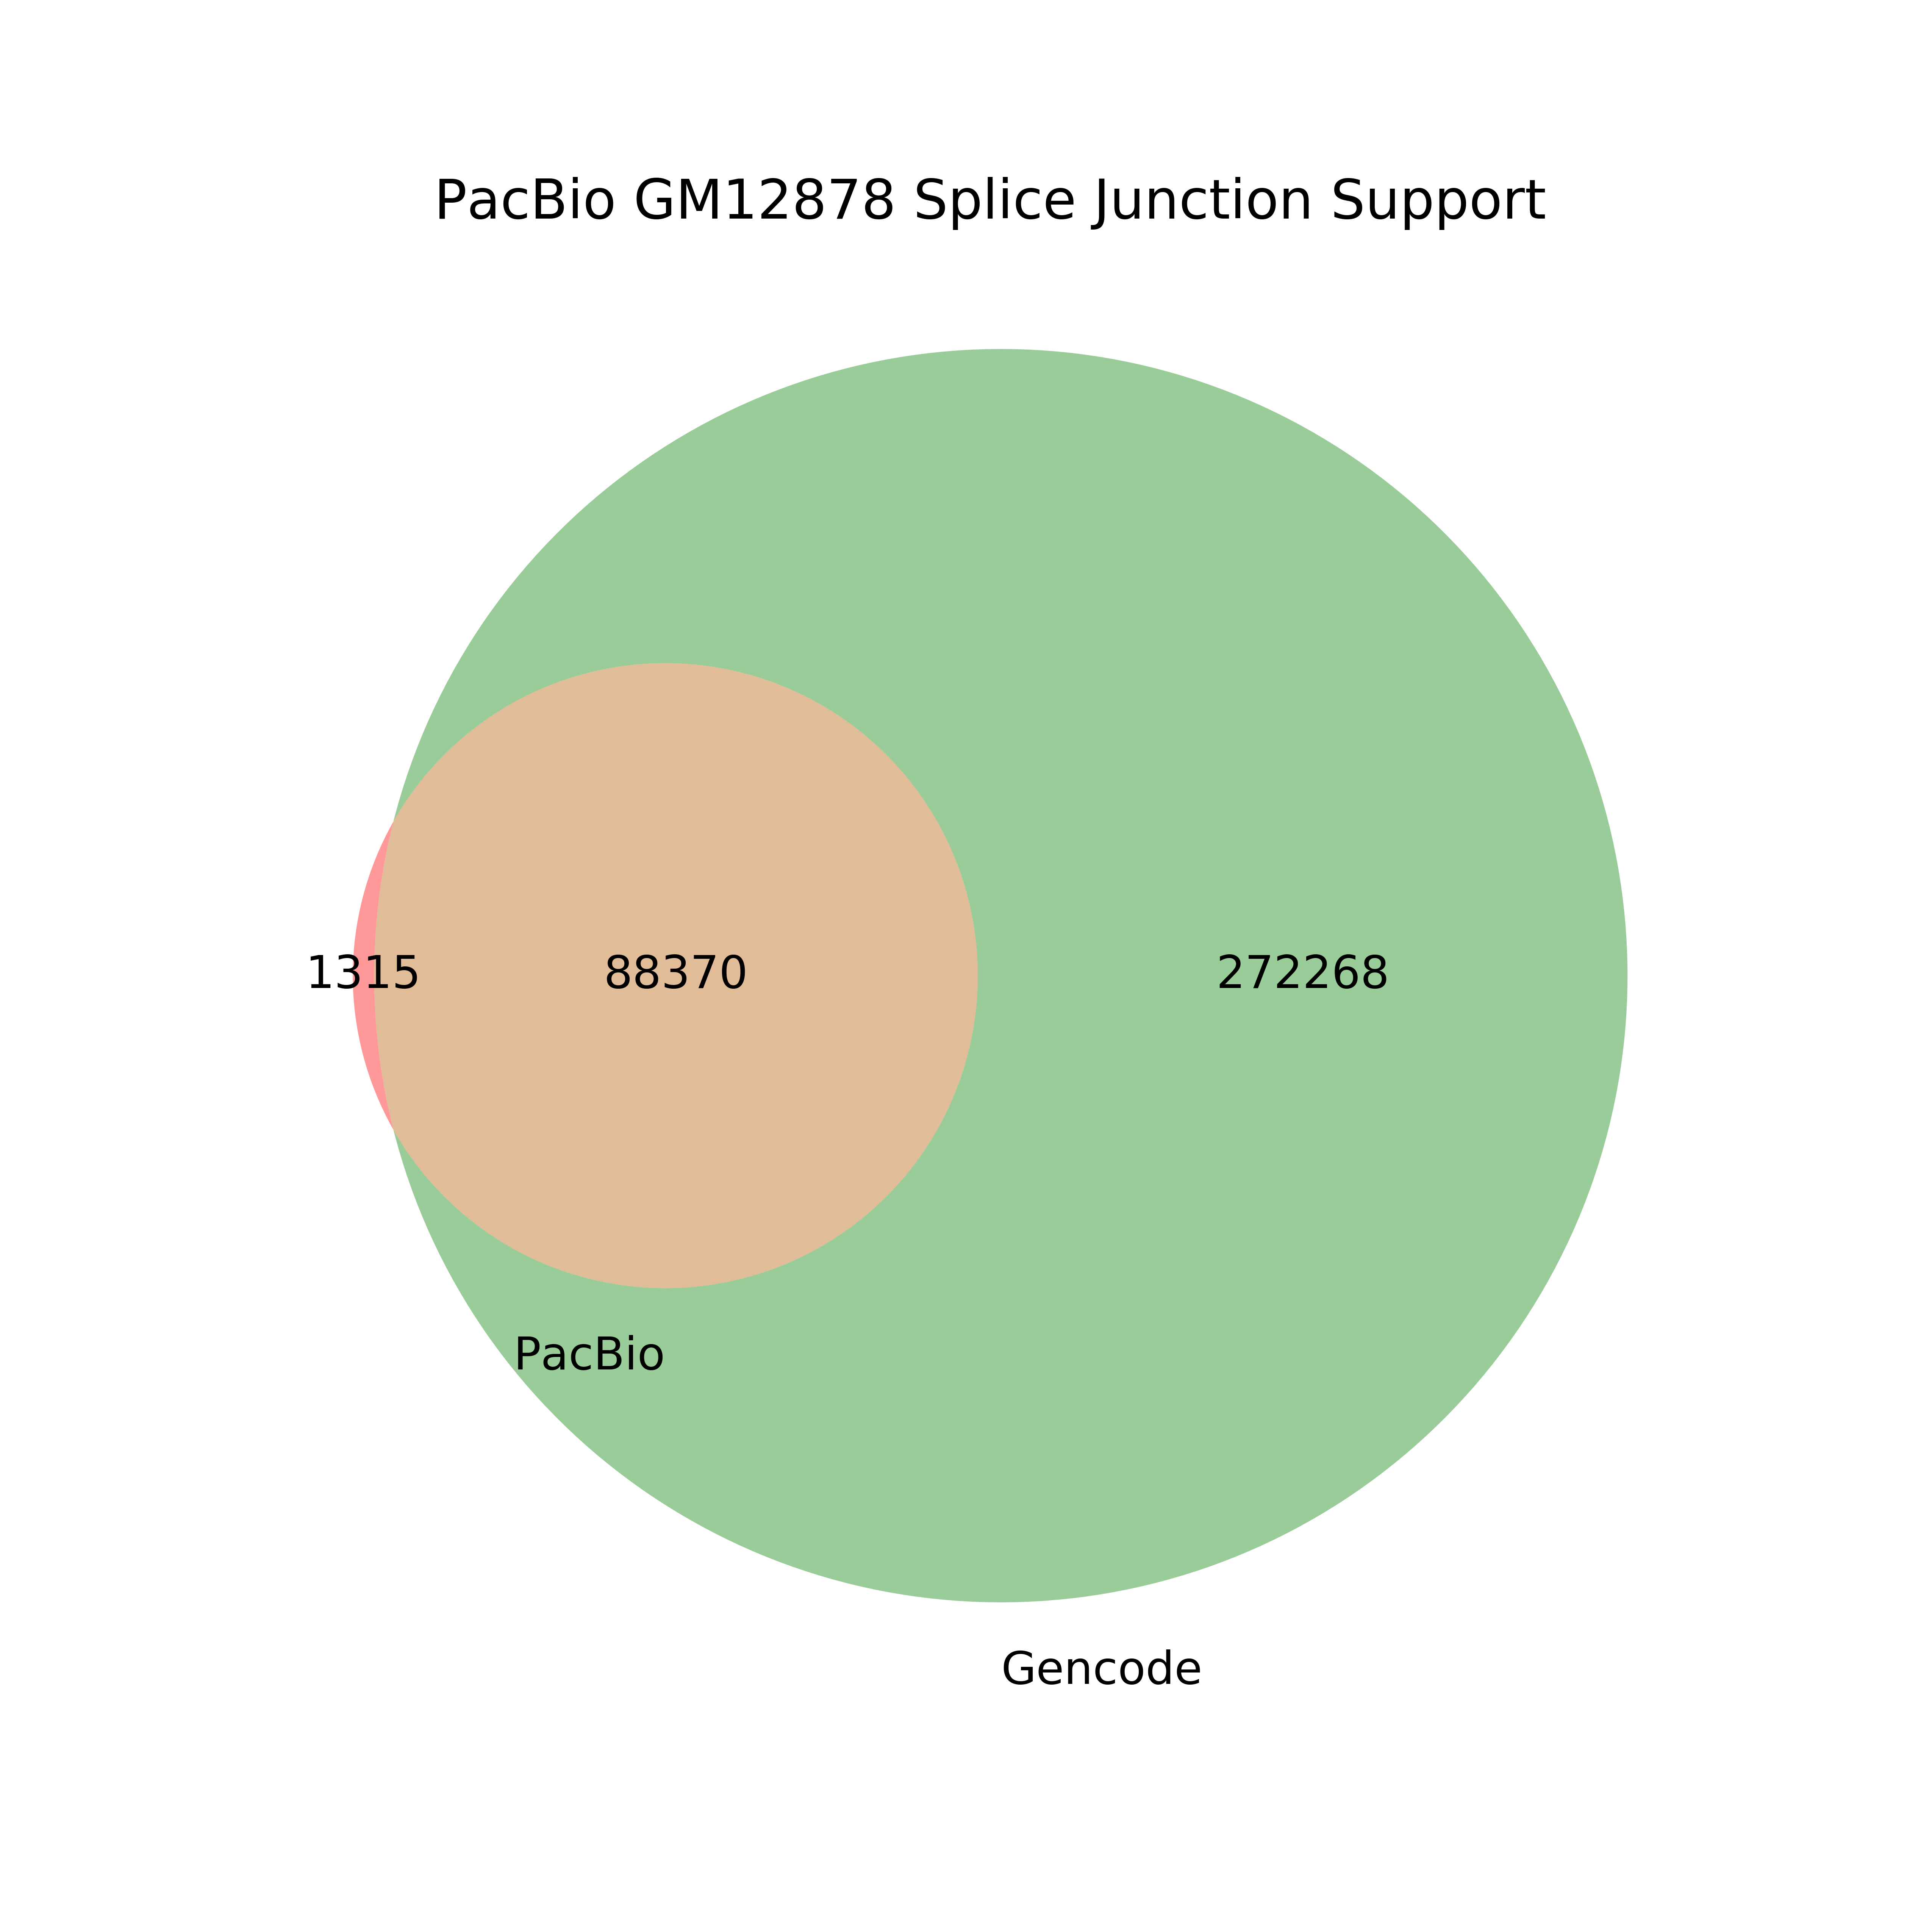 PacBio GM12878 Splice Junction Support
1315
88370
272268
PacBio
Gencode